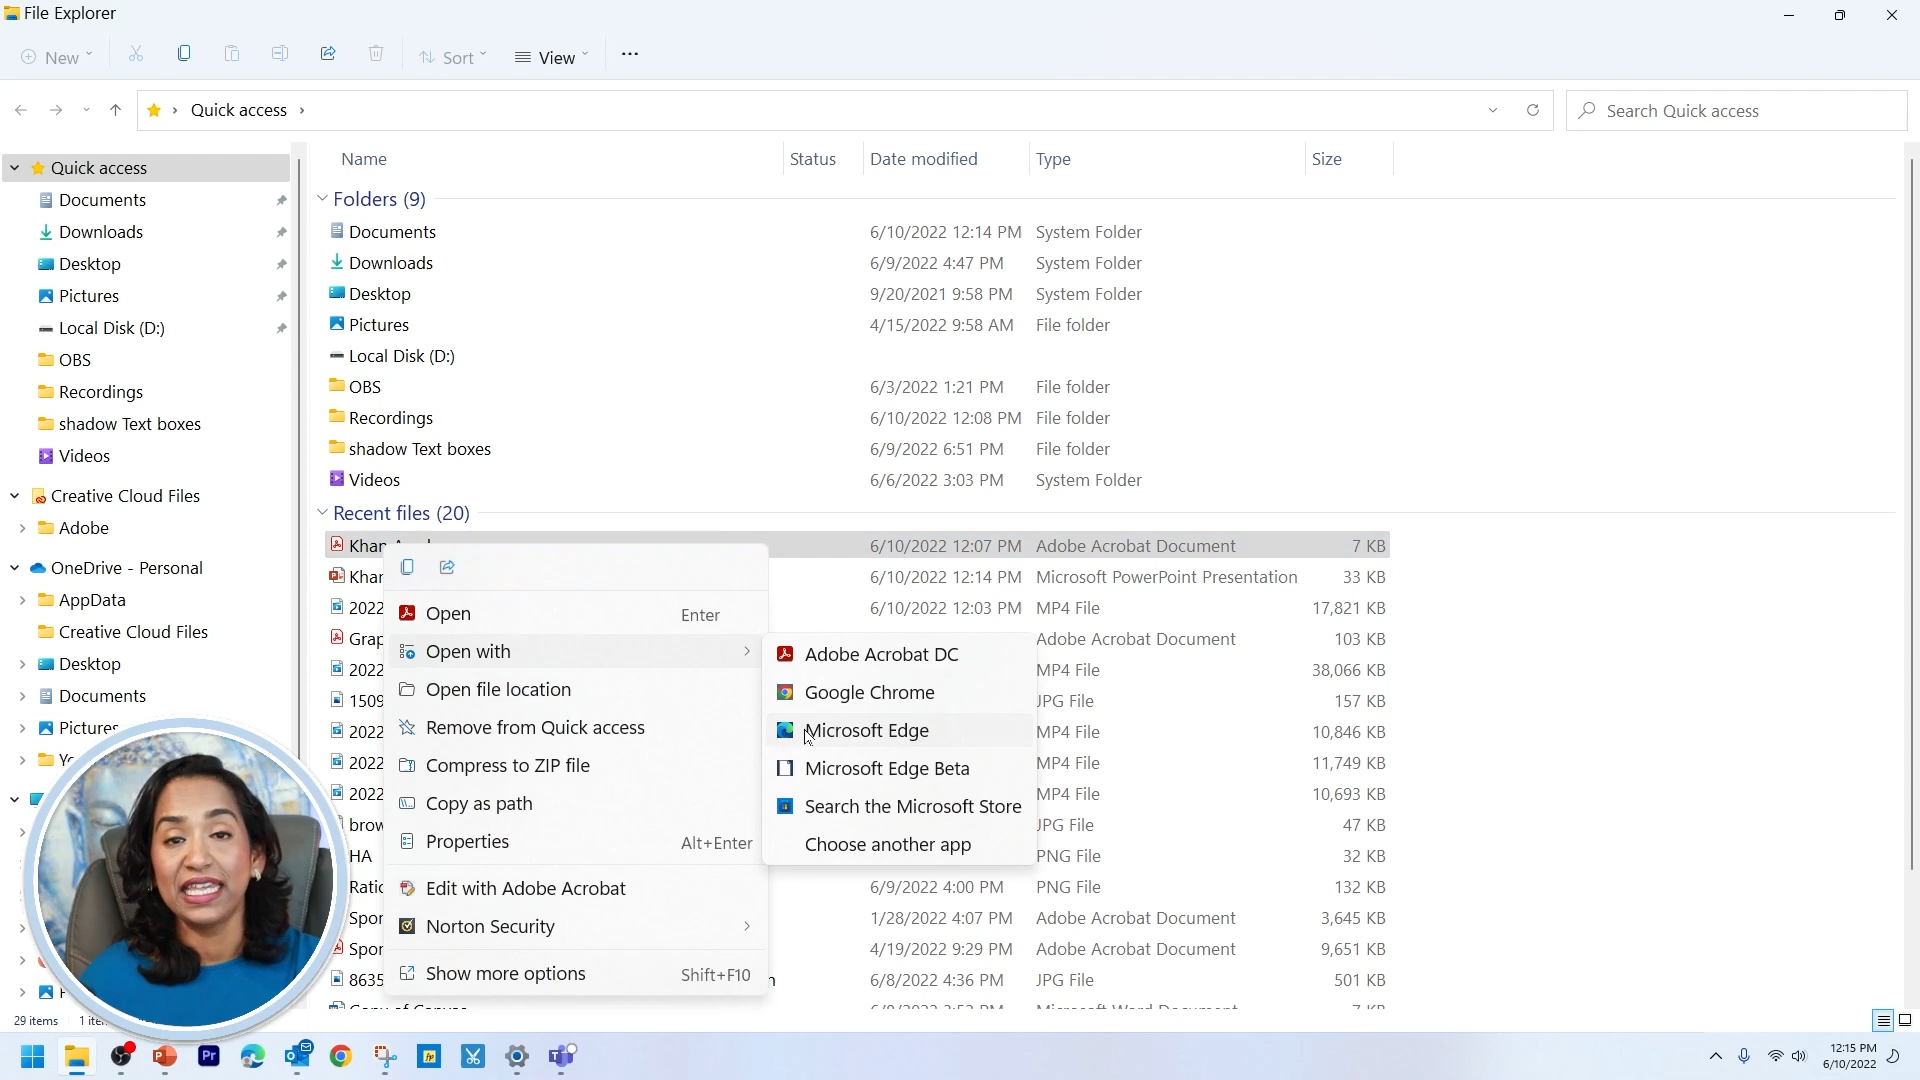 File Explorer
New
Sort
View
Quick access
Search Quick access
Quick access
Documents
Downloads
Desktop
Pictures
Local Disk (D:)
OBS
Recordings
shadow Text boxes
Videos
Creative Cloud Files
Adobe
OneDrive - Personal
AppData
Creative Cloud Files
Desktop
Documents
Pictures
Name Status Date modified Type Size
Folders (9)
Documents 6/10/2022 12:14 PM System Folder
Downloads 6/9/2022 4:47 PM System Folder
Desktop 9/20/2021 9:58 PM System Folder
Pictures 4/15/2022 9:58 AM File folder
Local Disk (D:)
OBS 6/3/2022 1:21 PM File folder
Recordings 6/10/2022 12:08 PM File folder
shadow Text boxes 6/9/2022 6:51 PM File folder
Videos 6/6/2022 3:03 PM System Folder
Recent files (20)
Khan 6/10/2022 12:07 PM Adobe Acrobat Document 7 KB
Khan 6/10/2022 12:14 PM Microsoft PowerPoint Presentation 33 KB
2022 6/10/2022 12:03 PM MP4 File 17,821 KB
Grap Adobe Acrobat Document 103 KB
2022 MP4 File 38,066 KB
1509 JPG File 157 KB
2022 MP4 File 10,846 KB
2022 MP4 File 11,749 KB
2022 MP4 File 10,693 KB
brow JPG File 47 KB
HA PNG File 32 KB
Ratio 6/9/2022 4:00 PM PNG File 132 KB
Spor 1/28/2022 4:07 PM Adobe Acrobat Document 3,645 KB
Spor 4/19/2022 9:29 PM Adobe Acrobat Document 9,651 KB
8635 6/8/2022 4:36 PM JPG File 501 KB
Open Enter
Open with
Open file location
Remove from Quick access
Compress to ZIP file
Copy as path
Properties Alt+Enter
Edit with Adobe Acrobat
Norton Security
Show more options Shift+F10
Adobe Acrobat DC
Google Chrome
Microsoft Edge
Microsoft Edge Beta
Search the Microsoft Store
Choose another app
29 items
12:15 PM
6/10/2022